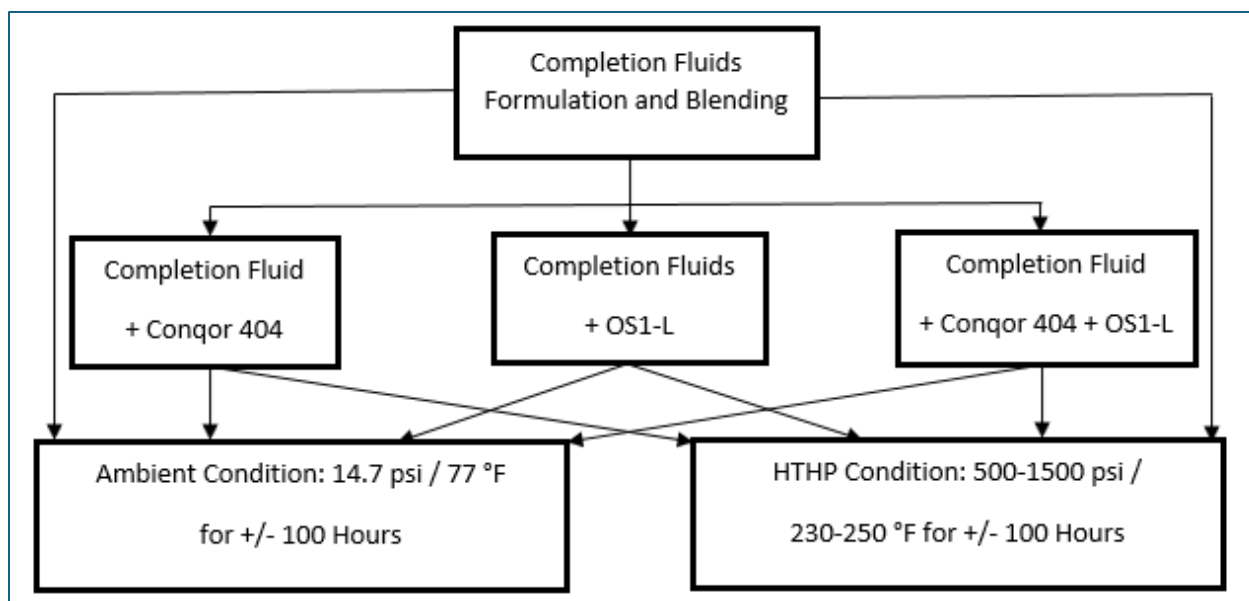 Completion Fluids
Formulation and Blending
Completion Fluid
+ Conqor 404
Completion Fluids
+ OS1-L
Completion Fluid
+ Conqor 404 + OS1-L
Ambient Condition: 14.7 psi / 77 °F
for +/- 100 Hours
HTHP Condition: 500-1500 psi /
230-250 °F for +/- 100 Hours